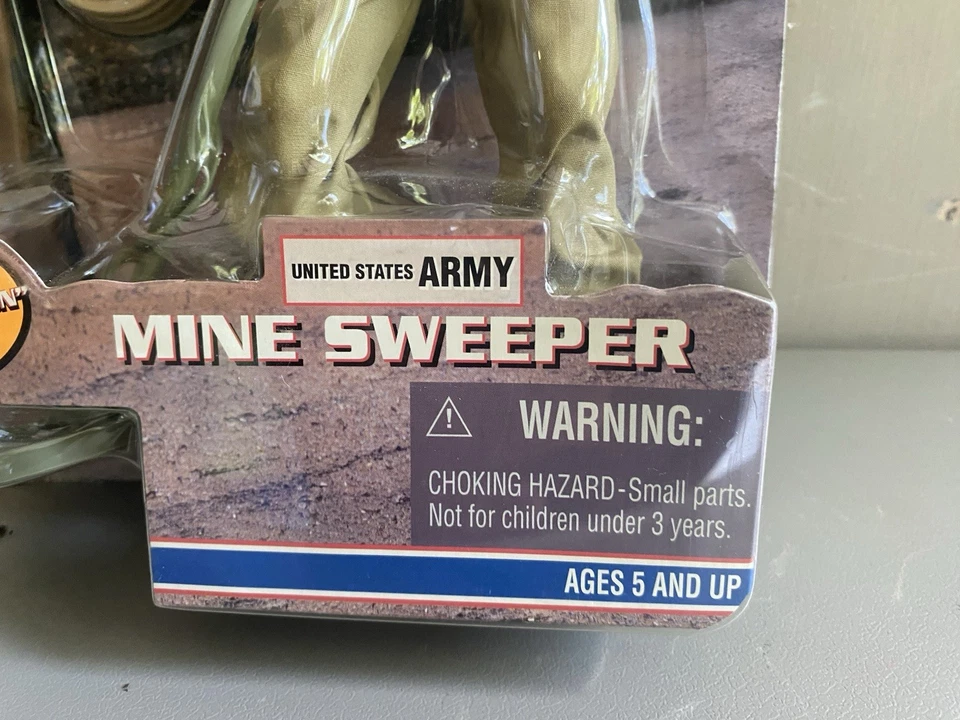 UNITED STATES ARMY
MINE SWEEPER
WARNING:
CHOKING HAZARD-Small parts.
Not for children under 3 years.
AGES 5 AND UP